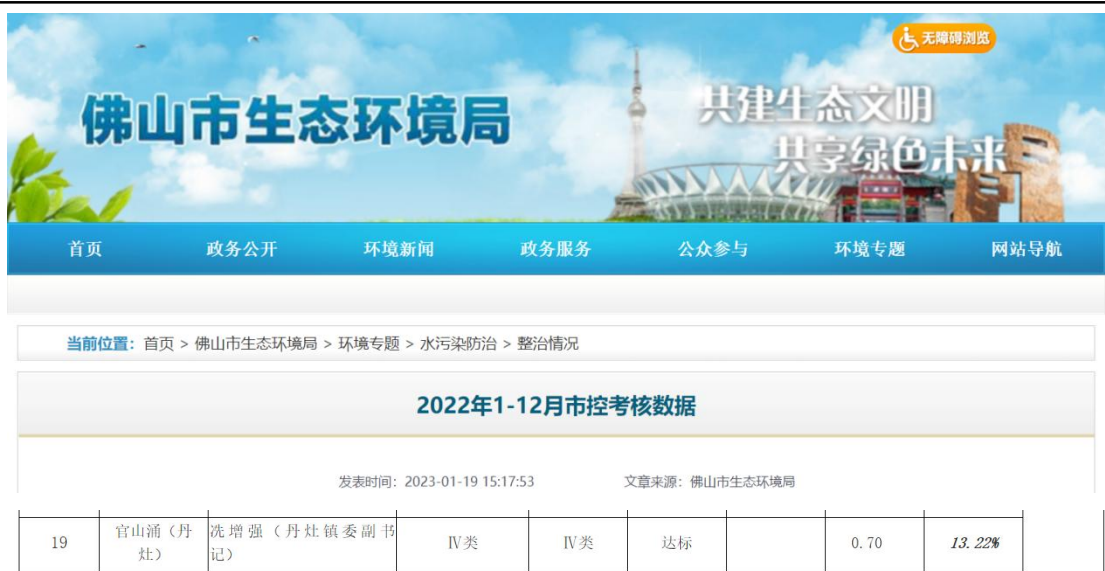 无障碍浏览
佛山市生态环境局
共建生态文明
共享绿色未来
首页 政务公开 环境新闻 政务服务 公众参与 环境专题 网站导航
当前位置：首页 > 佛山市生态环境局 > 环境专题 > 水污染防治 > 整治情况
2022年1-12月市控考核数据
发表时间：2023-01-19 15:17:53 文章来源：佛山市生态环境局
19 官山涌（丹灶） 冼增强（丹灶镇委副书记） Ⅳ类 Ⅳ类 达标 0.70 13.22%